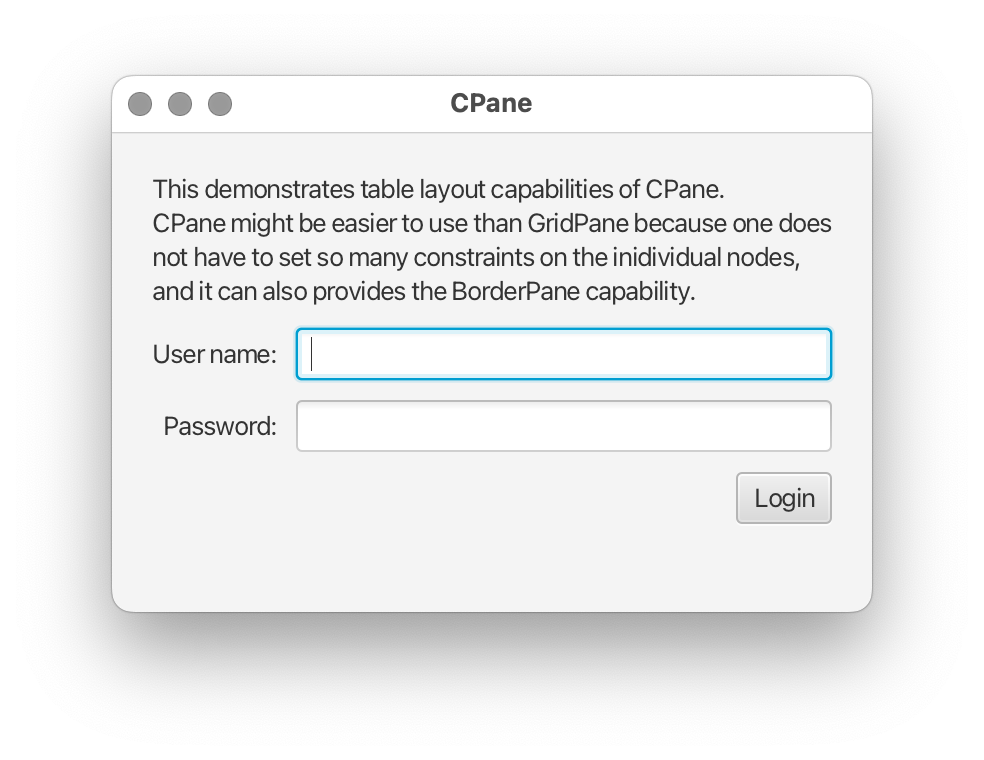 CPane
This demonstrates table layout capabilities of CPane.
CPane might be easier to use than GridPane because one does
not have to set so many constraints on the inidividual nodes,
and it can also provides the BorderPane capability.
User name:
Password:
Login